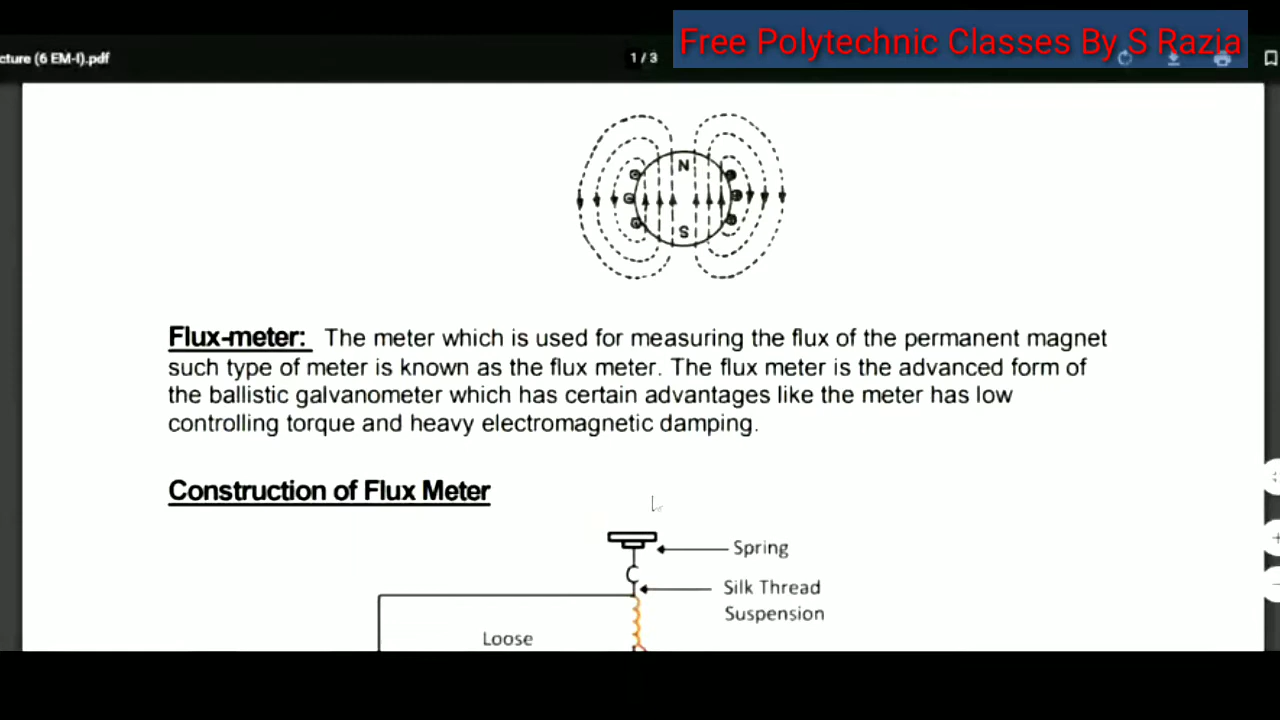 Free Polytechnic Classes By S Razia
cture (6 EM-I).pdf
1 / 3
N
S
Flux-meter: The meter which is used for measuring the flux of the permanent magnet
such type of meter is known as the flux meter. The flux meter is the advanced form of
the ballistic galvanometer which has certain advantages like the meter has low
controlling torque and heavy electromagnetic damping.
Construction of Flux Meter
Spring
Silk Thread
Suspension
Loose